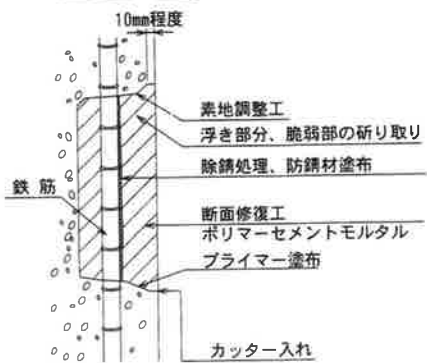 10mm程度
素地調整工
浮き部分、脆弱部の斫り取り
除錆処理、防錆材塗布
鉄筋
断面修復工
ポリマーセメントモルタル
プライマー塗布
カッター入れ